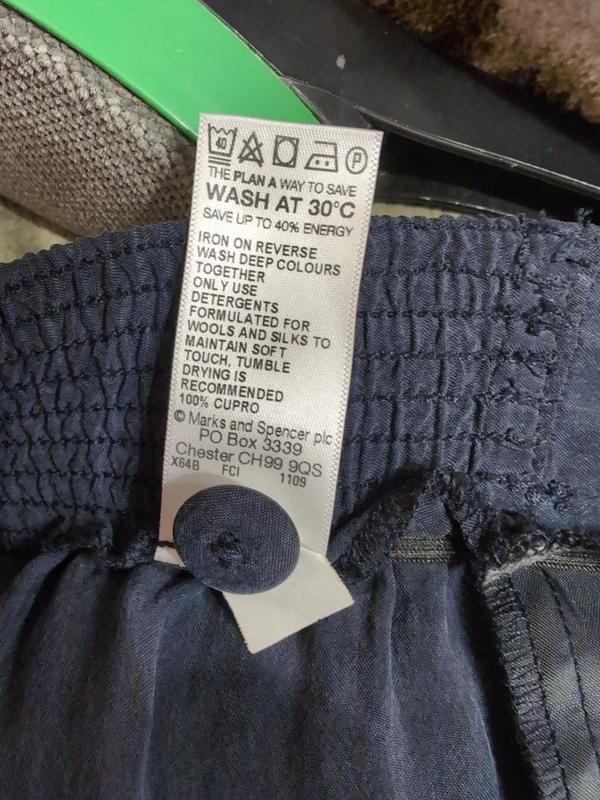 40 P
THE PLAN A WAY TO SAVE
WASH AT 30°C
SAVE UP TO 40% ENERGY
IRON ON REVERSE
WASH DEEP COLOURS
TOGETHER
ONLY USE
DETERGENTS
FORMULATED FOR
WOOLS AND SILKS TO
MAINTAIN SOFT
TOUCH, TUMBLE
DRYING IS
RECOMMENDED
100% CUPRO
© Marks and Spencer plc
PO Box 3339
Chester CH99 9QS
X64B FCI 1109